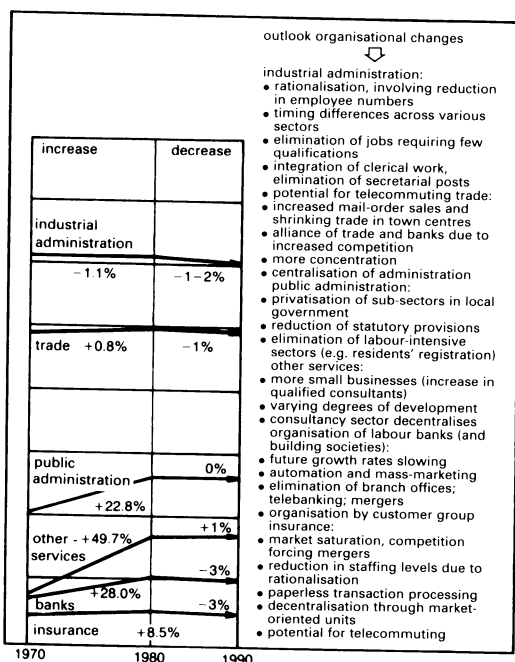 outlook organisational changes
industrial administration:
• rationalisation, involving reduction
in employee numbers
• timing differences across various
sectors
• elimination of jobs requiring few
qualifications
• integration of clerical work,
elimination of secretarial posts
• potential for telecommuting trade:
• increased mail-order sales and
shrinking trade in town centres
• alliance of trade and banks due to
increased competition
• more concentration
• centralisation of administration
public administration:
• privatisation of sub-sectors in local
government
• reduction of statutory provisions
• elimination of labour-intensive
sectors (e.g. residents' registration)
other services:
• more small businesses (increase in
qualified consultants)
• varying degrees of development
• consultancy sector decentralises
organisation of labour banks (and
building societies):
• future growth rates slowing
• automation and mass-marketing
• elimination of branch offices;
telebanking; mergers
• organisation by customer group
insurance:
• market saturation, competition
forcing mergers
• reduction in staffing levels due to
rationalisation
• paperless transaction processing
• decentralisation through market-
oriented units
• potential for telecommuting
increase decrease
industrial
administration
-1.1% -1-2%
trade +0.8% -1%
public
administration
0%
+22.8%
+1%
other - +49.7%
services
-3%
+28.0%
banks
-3%
insurance +8.5%
1970 1980 1990